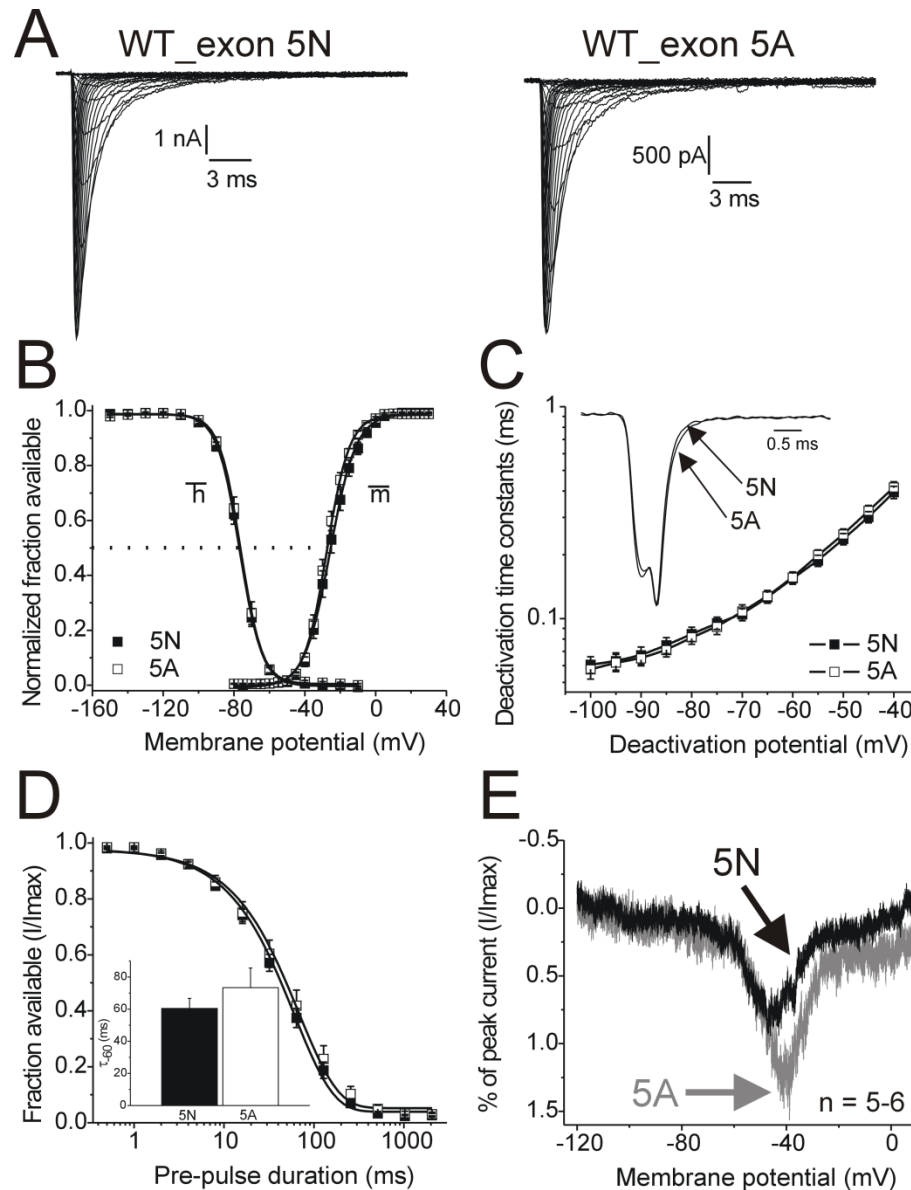 A
WT_exon 5N
WT_exon 5A
1 nA
3 ms
500 pA
3 ms
B
Normalized fraction available
1.0
0.8
0.6
0.4
0.2
0.0
h
m
5N
5A
-160 -120 -80 -40 0 40
Membrane potential (mV)
C
Deactivation time constants (ms)
1
0.1
0.5 ms
5N
5A
5N
5A
-100 -90 -80 -70 -60 -50 -40
Deactivation potential (mV)
D
Fraction available (I/Imax)
1.0
0.8
0.6
0.4
0.2
0.0
τ-60 (ms)
80
60
40
20
0
5N 5A
1 10 100 1000
Pre-pulse duration (ms)
E
% of peak current (I/Imax)
-0.5
0.0
0.5
1.0
1.5
5N
5A
n = 5-6
-120 -80 -40 0
Membrane potential (mV)